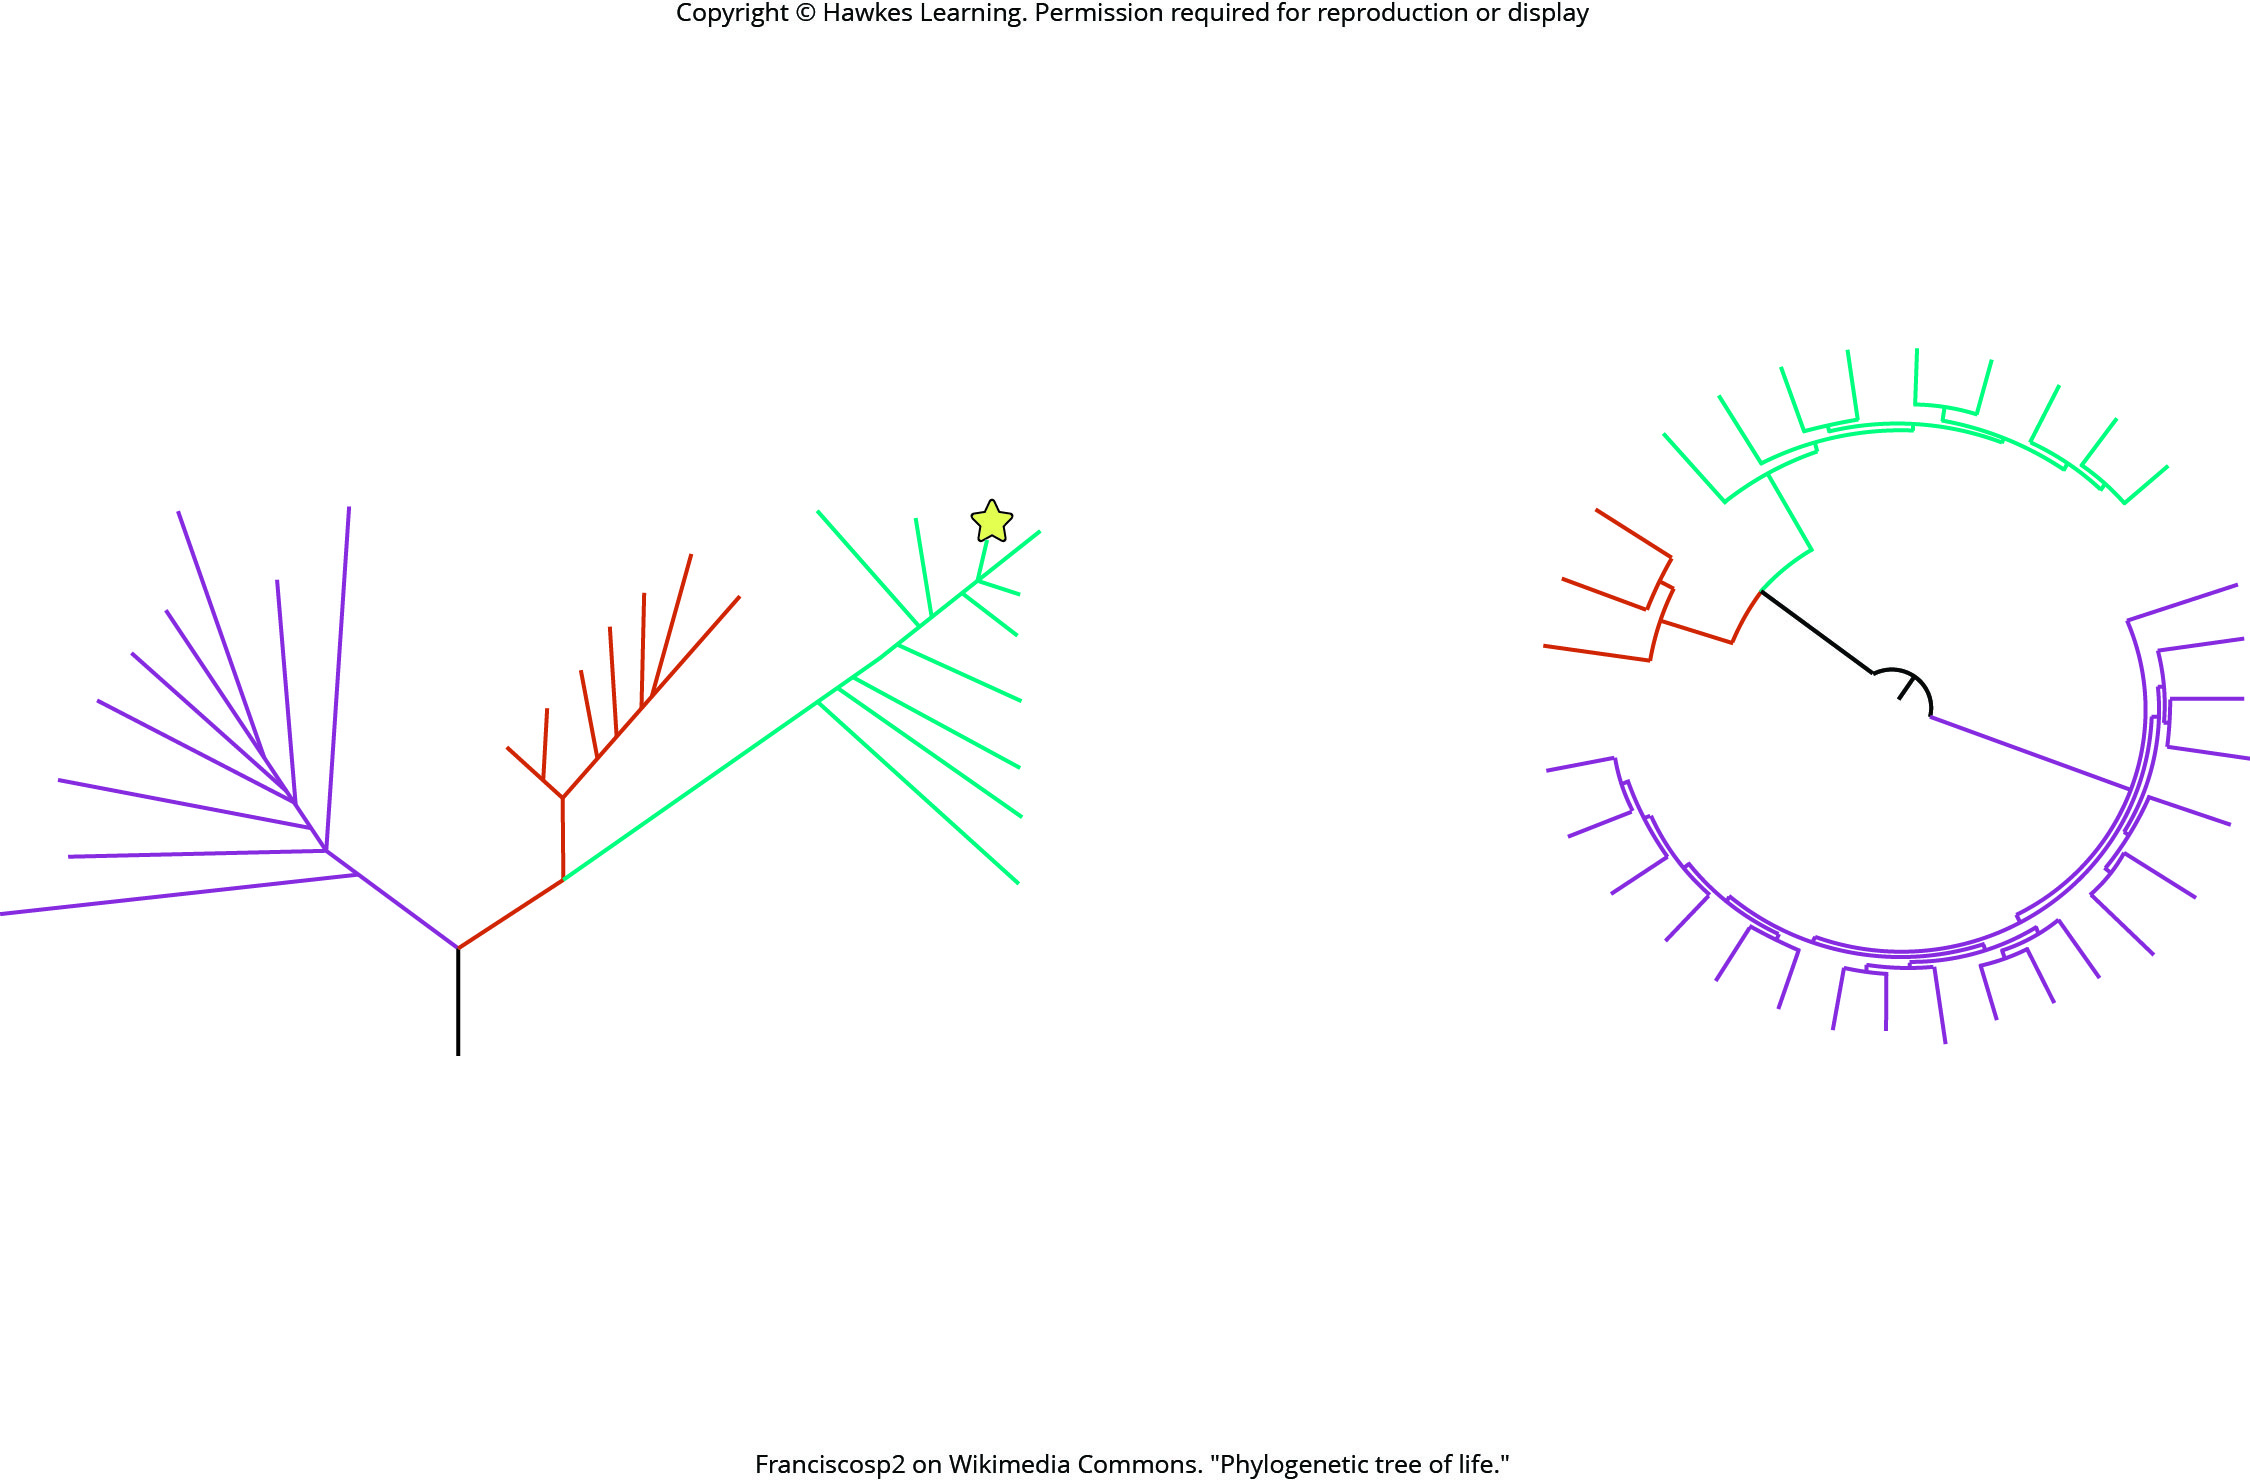 Copyright © Hawkes Learning. Permission required for reproduction or display
Franciscosp2 on Wikimedia Commons. "Phylogenetic tree of life."